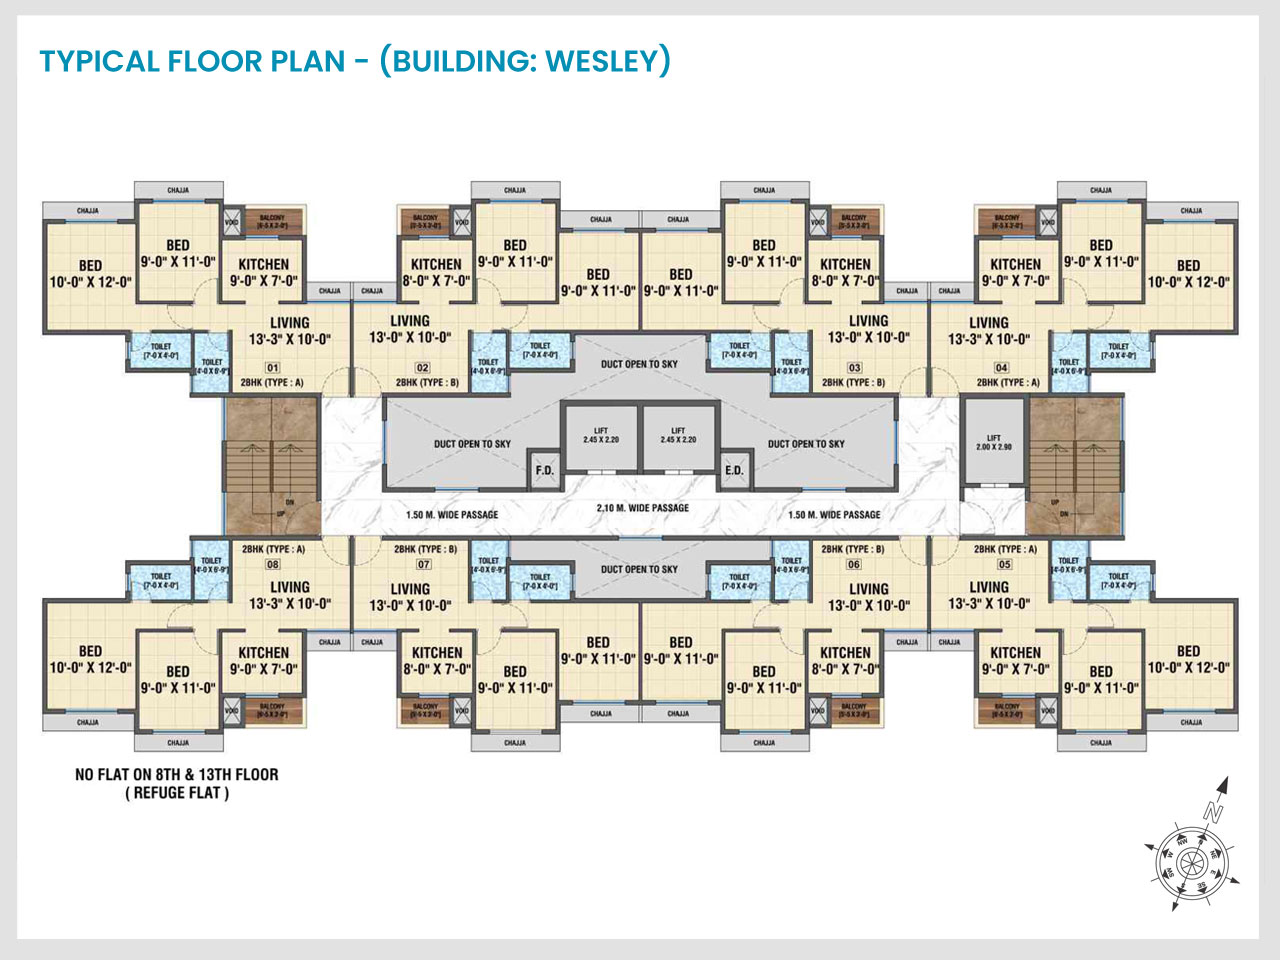 TYPICAL FLOOR PLAN - (BUILDING: WESLEY)
CHAJJA CHAJJA CHAJJA CHAJJA
CHAJJA CHAJJA CHAJJA CHAJJA
VOID BALCONY BALCONY VOID VOID BALCONY BALCONY VOID
BED BED BED BED
9'-0" X 11'-0" 9'-0" X 11'-0" 9'-0" X 11'-0" 9'-0" X 11'-0"
BED KITCHEN KITCHEN BED BED KITCHEN KITCHEN BED
10'-0" X 12'-0" 9'-0" X 7'-0" 8'-0" X 7'-0" 9'-0" X 11'-0" 9'-0" X 11'-0" 8'-0" X 7'-0" 9'-0" X 7'-0" 10'-0" X 12'-0"
CHAJJA CHAJJA CHAJJA CHAJJA
LIVING LIVING LIVING LIVING
13'-3" X 10'-0" 13'-0" X 10'-0" 13'-0" X 10'-0" 13'-3" X 10'-0"
TOILET TOILET TOILET TOILET
[7'-0 X 4'-0"] [7'-0 X 4'-0"] [7'-0 X 4'-0"] [7'-0 X 4'-0"]
TOILET TOILET TOILET TOILET
[4'-0 X 6'-9"] [4'-0 X 6'-9"] [4'-0 X 6'-9"] [4'-0 X 6'-9"]
DUCT OPEN TO SKY
01 02 03 04
2BHK (TYPE : A) 2BHK (TYPE : B) 2BHK (TYPE : B) 2BHK (TYPE : A)
LIFT LIFT LIFT
2.45 X 2.20 2.45 X 2.20 2.00 X 2.90
DUCT OPEN TO SKY DUCT OPEN TO SKY
F.D. E.D.
DN UP UP DN
1.50 M. WIDE PASSAGE 2.10 M. WIDE PASSAGE 1.50 M. WIDE PASSAGE
2BHK (TYPE : A) 2BHK (TYPE : B) 2BHK (TYPE : B) 2BHK (TYPE : A)
08 07 06 05
TOILET TOILET TOILET TOILET
[4'-0 X 6'-9"] [4'-0 X 6'-9"] [4'-0 X 6'-9"] [4'-0 X 6'-9"]
DUCT OPEN TO SKY
TOILET TOILET TOILET TOILET
[7'-0 X 4'-0"] [7'-0 X 4'-0"] [7'-0 X 4'-0"] [7'-0 X 4'-0"]
LIVING LIVING LIVING LIVING
13'-3" X 10'-0" 13'-0" X 10'-0" 13'-0" X 10'-0" 13'-3" X 10'-0"
CHAJJA CHAJJA CHAJJA CHAJJA
BED KITCHEN KITCHEN BED BED KITCHEN KITCHEN BED
10'-0" X 12'-0" 9'-0" X 7'-0" 8'-0" X 7'-0" 9'-0" X 11'-0" 9'-0" X 11'-0" 8'-0" X 7'-0" 9'-0" X 7'-0" 10'-0" X 12'-0"
BED BED BED BED
9'-0" X 11'-0" 9'-0" X 11'-0" 9'-0" X 11'-0" 9'-0" X 11'-0"
VOID BALCONY BALCONY VOID VOID BALCONY BALCONY VOID
CHAJJA CHAJJA CHAJJA CHAJJA
CHAJJA CHAJJA CHAJJA CHAJJA
NO FLAT ON 8TH & 13TH FLOOR
( REFUGE FLAT )
N
NW NE
W E
SW SE
S